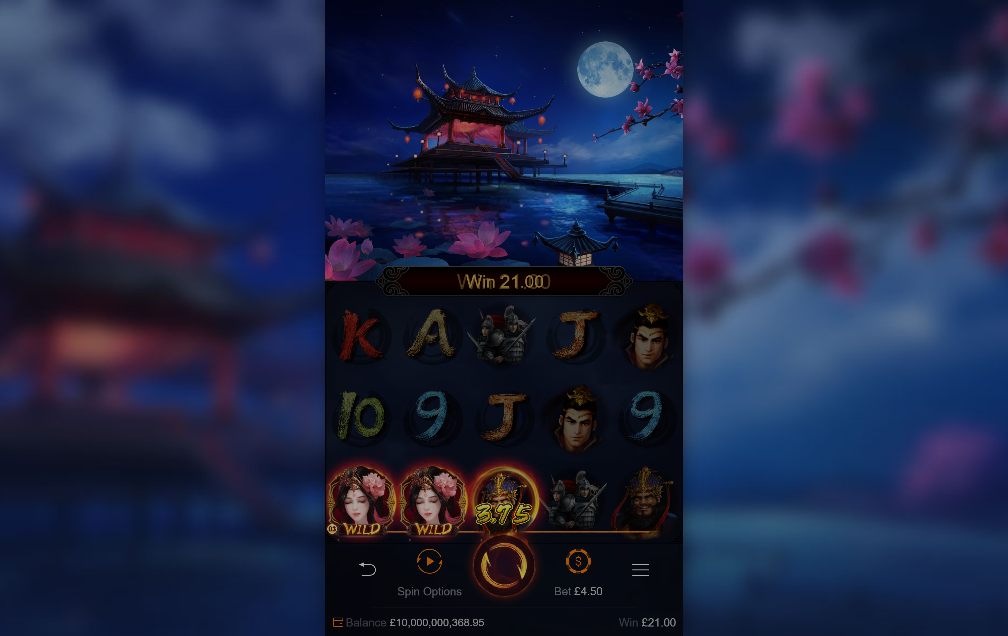 Win 21.00
K A J
10 9 J 9
WILD WILD 3.75
03
Spin Options
Bet £4.50
Balance £10,000,000,368.95
Win £21.00